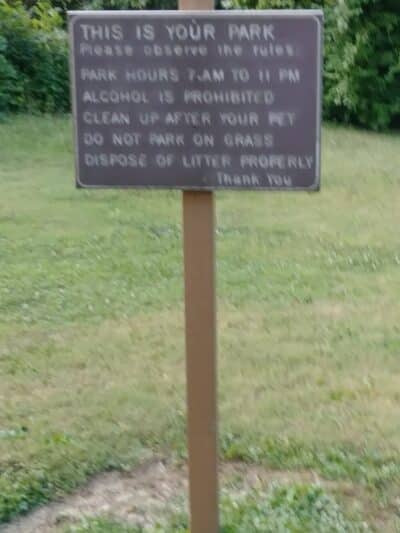 THIS IS YOUR PARK
Please observe the rules:
PARK HOURS 7 AM TO 11 PM
ALCOHOL IS PROHIBITED
CLEAN UP AFTER YOUR PET
DO NOT PARK ON GRASS
DISPOSE OF LITTER PROPERLY
Thank You